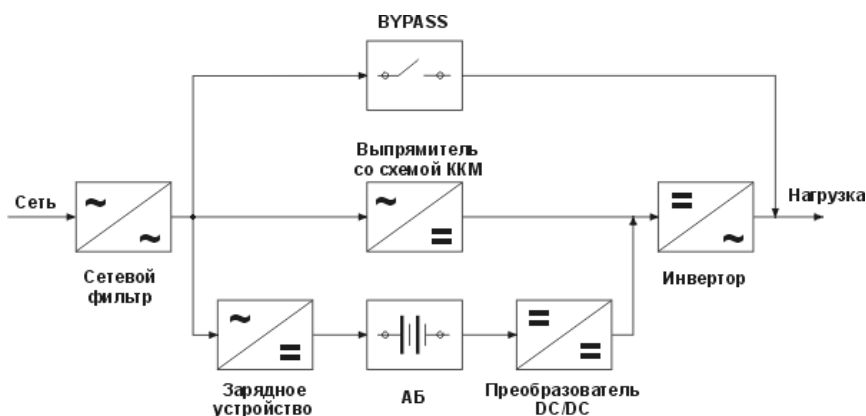 BYPASS
Выпрямитель
со схемой ККМ
Сеть
Нагрузка
Сетевой
фильтр
Инвертор
Зарядное
устройство
АБ
Преобразователь
DC/DC